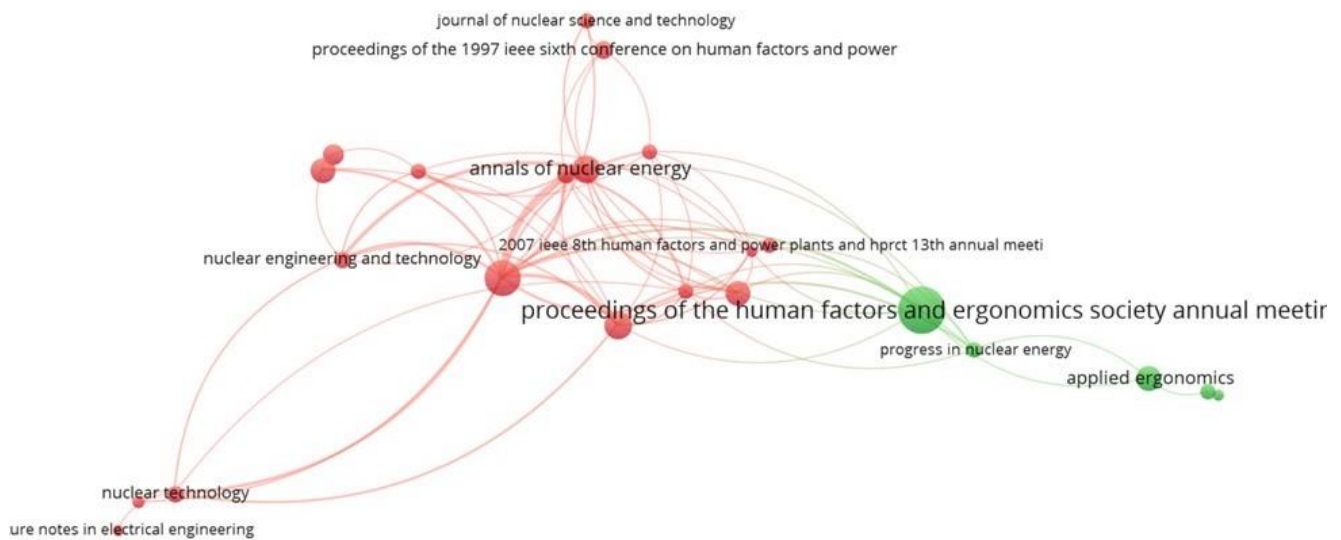 journal of nuclear science and technology
proceedings of the 1997 ieee sixth conference on human factors and power
annals of nuclear energy
2007 ieee 8th human factors and power plants and hprct 13th annual meeti
nuclear engineering and technology
proceedings of the human factors and ergonomics society annual meetin
progress in nuclear energy
applied ergonomics
nuclear technology
ure notes in electrical engineering